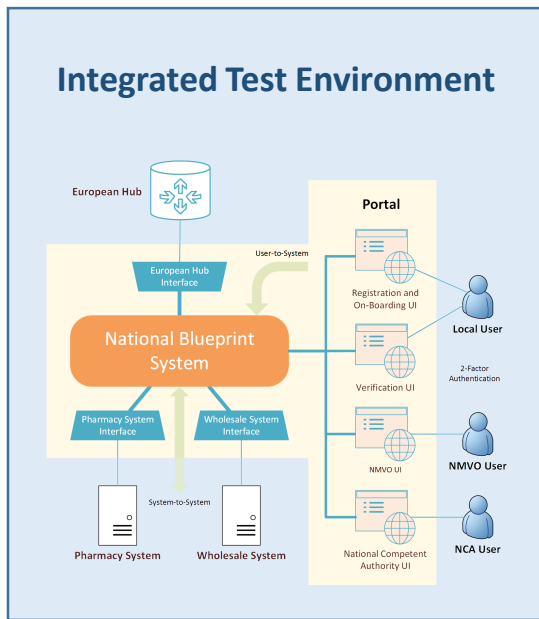 Integrated Test Environment
European Hub
Portal
User-to-System
European Hub
Interface
Registration and
On-Boarding UI
Local User
National Blueprint
System
2-Factor
Authentication
Verification UI
Pharmacy System
Interface
Wholesale System
Interface
NMVO UI
NMVO User
System-to-System
Pharmacy System
Wholesale System
National Competent
Authority UI
NCA User